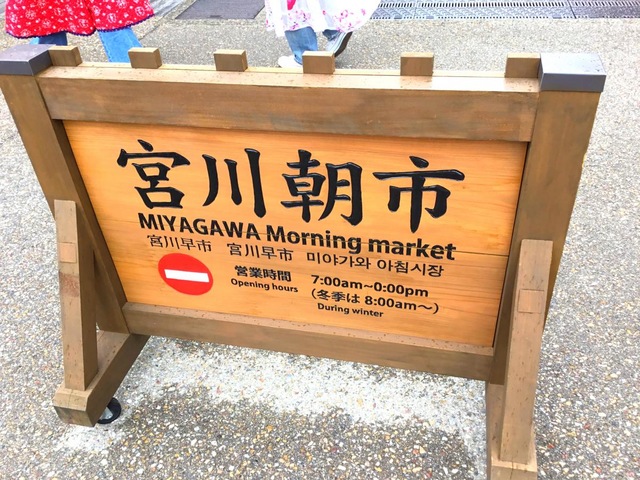 宮川朝市
MIYAGAWA Morning market
宮川早市 宮川早市 미야가와 아침시장
営業時間 7:00am~0:00pm
Opening hours (冬季は 8:00am~)
During winter